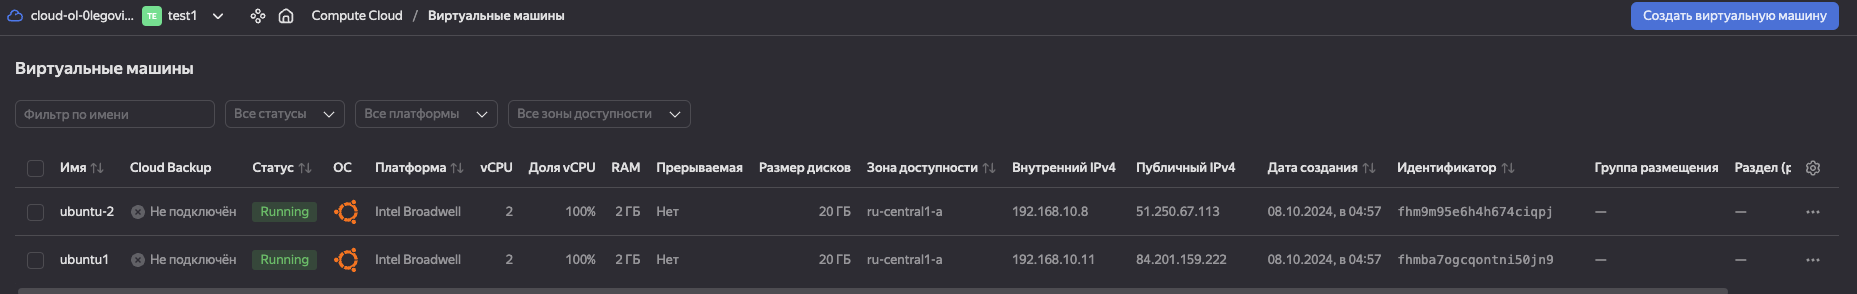 cloud-ol-0legovi... TE test1 Compute Cloud / Виртуальные машины Создать виртуальную машину
Виртуальные машины
Фильтр по имени Все статусы Все платформы Все зоны доступности
Имя Cloud Backup Статус ОС Платформа vCPU Доля vCPU RAM Прерываемая Размер дисков Зона доступности Внутренний IPv4 Публичный IPv4 Дата создания Идентификатор Группа размещения Раздел (р
ubuntu-2 Не подключён Running Intel Broadwell 2 100% 2 ГБ Нет 20 ГБ ru-central1-a 192.168.10.8 51.250.67.113 08.10.2024, в 04:57 fhm9m95e6h4h674ciqpj — —
ubuntu1 Не подключён Running Intel Broadwell 2 100% 2 ГБ Нет 20 ГБ ru-central1-a 192.168.10.11 84.201.159.222 08.10.2024, в 04:57 fhmba7ogcqontni50jn9 — —